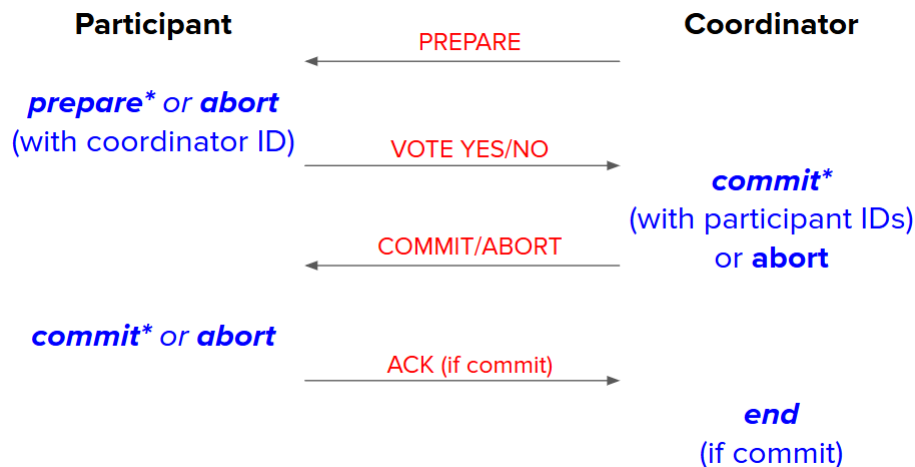 Participant
Coordinator
PREPARE
prepare* or abort
(with coordinator ID)
VOTE YES/NO
commit*
(with participant IDs)
or abort
COMMIT/ABORT
commit* or abort
ACK (if commit)
end
(if commit)